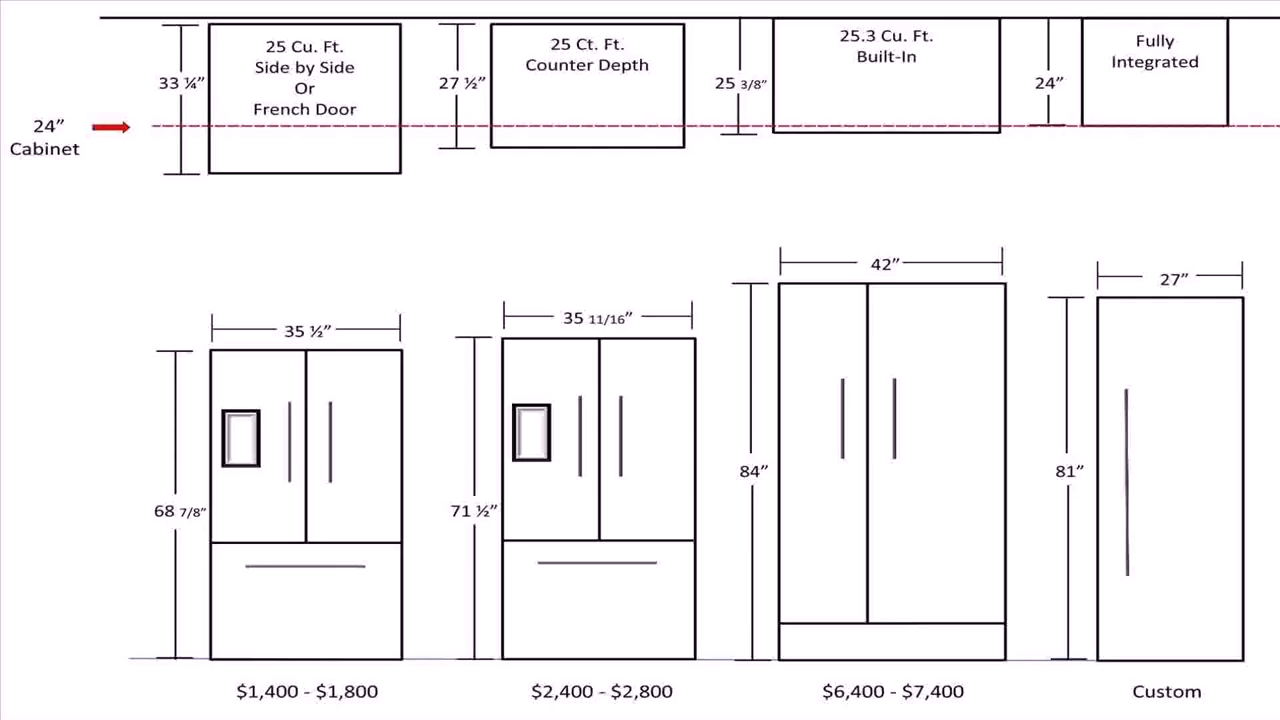 25 Cu. Ft.
Side by Side
Or
French Door
33 ¼”
25 Ct. Ft.
Counter Depth
27 ½”
25.3 Cu. Ft.
Built-In
25 3/8”
Fully
Integrated
24”
24”
Cabinet
35 ½”
35 11/16”
42”
27”
68 7/8”
71 ½”
84”
81”
$1,400 - $1,800
$2,400 - $2,800
$6,400 - $7,400
Custom